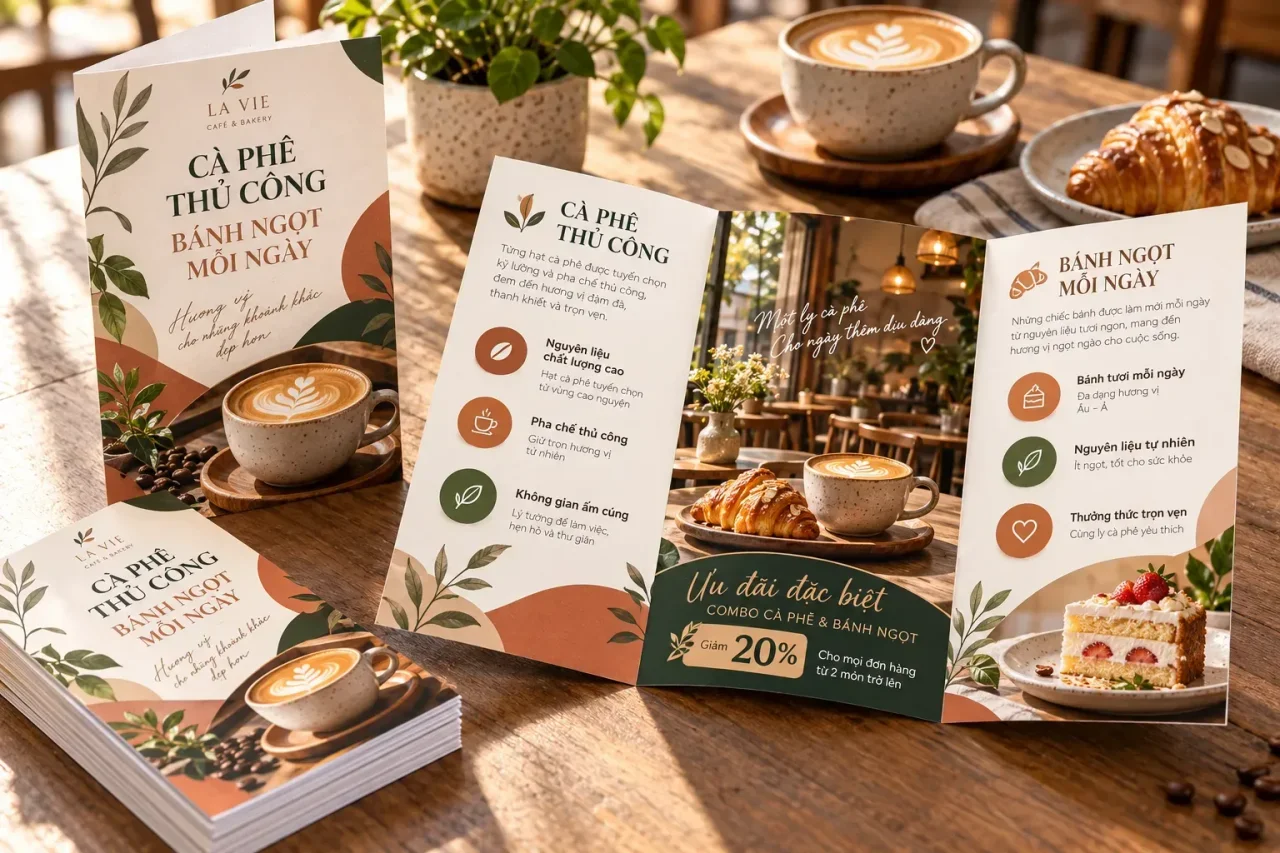 LA VIE
CAFÉ & BAKERY
CÀ PHÊ
THỦ CÔNG
BÁNH NGỌT
MỖI NGÀY
Hương vị
cho những khoảnh khắc
đẹp hơn
LA VIE
CAFÉ & BAKERY
CÀ PHÊ
THỦ CÔNG
BÁNH NGỌT
MỖI NGÀY
Hương vị
cho những khoảnh khắc
đẹp hơn
CÀ PHÊ
THỦ CÔNG
Từng hạt cà phê được tuyển chọn
kỹ lưỡng và pha chế thủ công,
đem đến hương vị đậm đà,
thanh khiết và trọn vẹn.
Nguyên liệu
chất lượng cao
Hạt cà phê tuyển chọn
từ vùng cao nguyên
Pha chế thủ công
Giữ trọn hương vị
tự nhiên
Không gian ấm cúng
Lý tưởng để làm việc,
hẹn hò và thư giãn
Một ly cà phê
Cho ngày thêm dịu dàng
Ưu đãi đặc biệt
COMBO CÀ PHÊ & BÁNH NGỌT
Giảm 20%
Cho mọi đơn hàng
từ 2 món trở lên
BÁNH NGỌT
MỖI NGÀY
Những chiếc bánh được làm mới mỗi ngày
từ nguyên liệu tươi ngon, mang đến
hương vị ngọt ngào cho cuộc sống.
Bánh tươi mỗi ngày
Đa dạng hương vị
Âu – Á
Nguyên liệu tự nhiên
Ít ngọt, tốt cho sức khỏe
Thưởng thức trọn vẹn
Cùng ly cà phê yêu thích